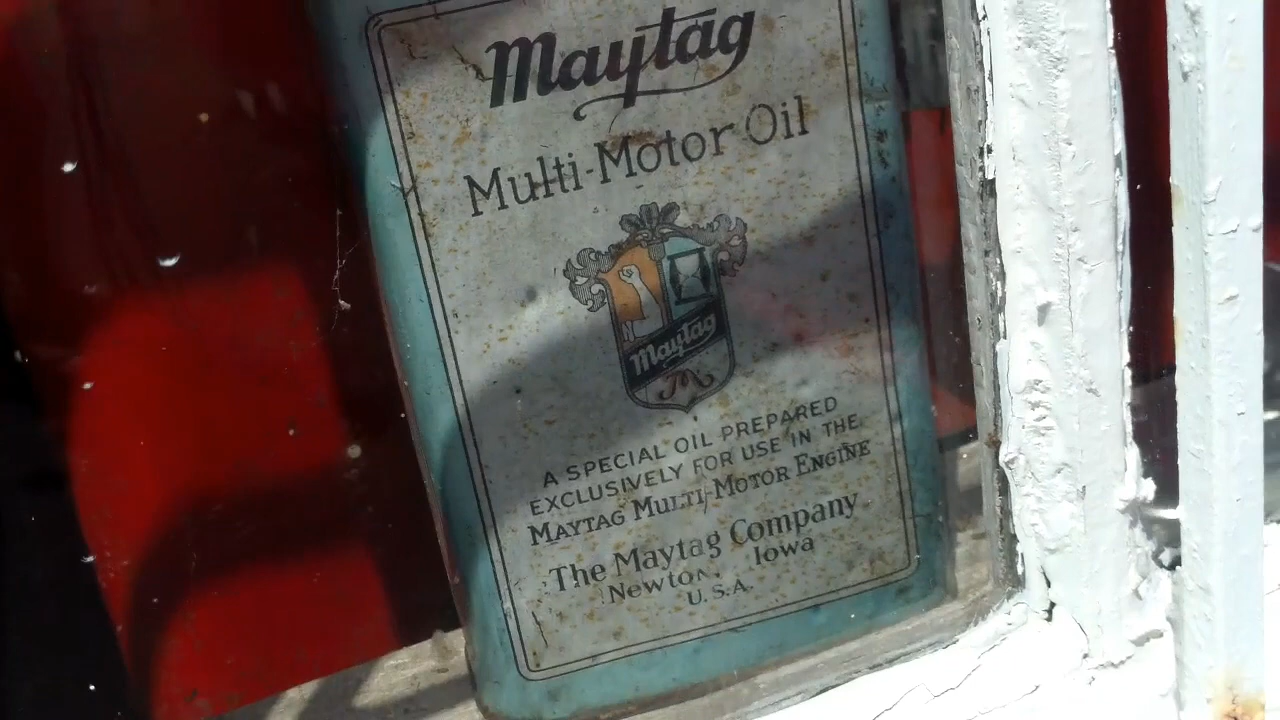 Maytag
Multi-Motor Oil
Maytag
M
A SPECIAL OIL PREPARED
EXCLUSIVELY FOR USE IN THE
MAYTAG MULTI-MOTOR ENGINE
The Maytag Company
Newton, Iowa
U.S.A.